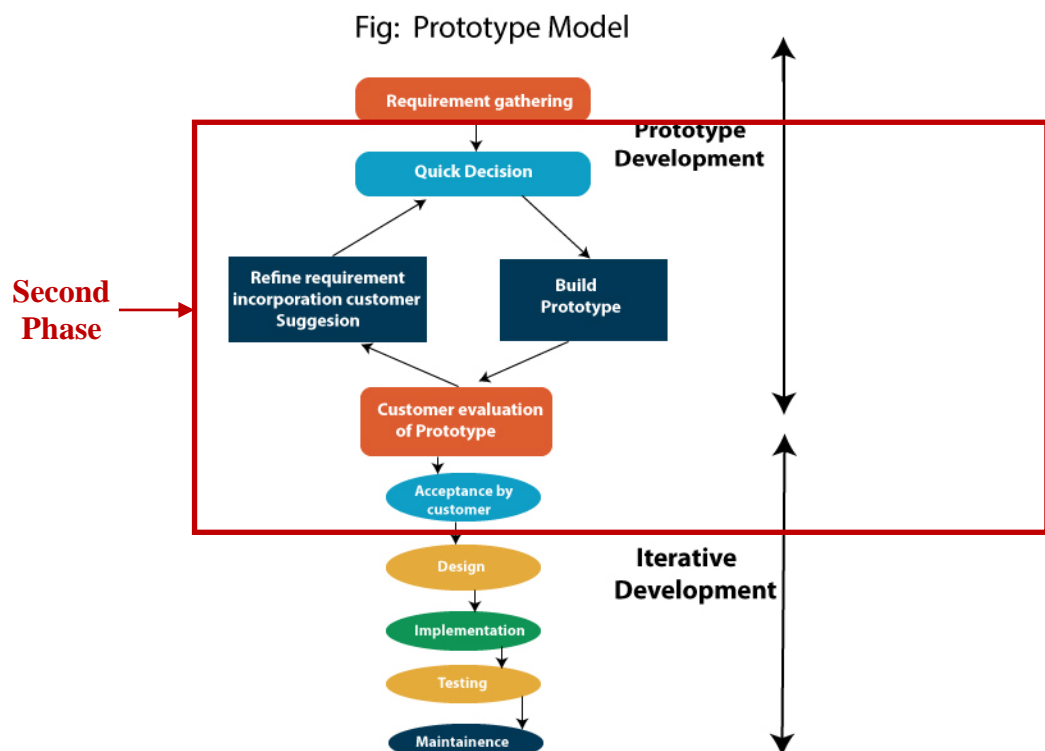 Fig: Prototype Model
Requirement gathering
Prototype
Development
Quick Decision
Refine requirement
incorporation customer
Suggesion
Build
Prototype
Second
Phase
Customer evaluation
of Prototype
Acceptance by
customer
Iterative
Development
Design
Implementation
Testing
Maintainence